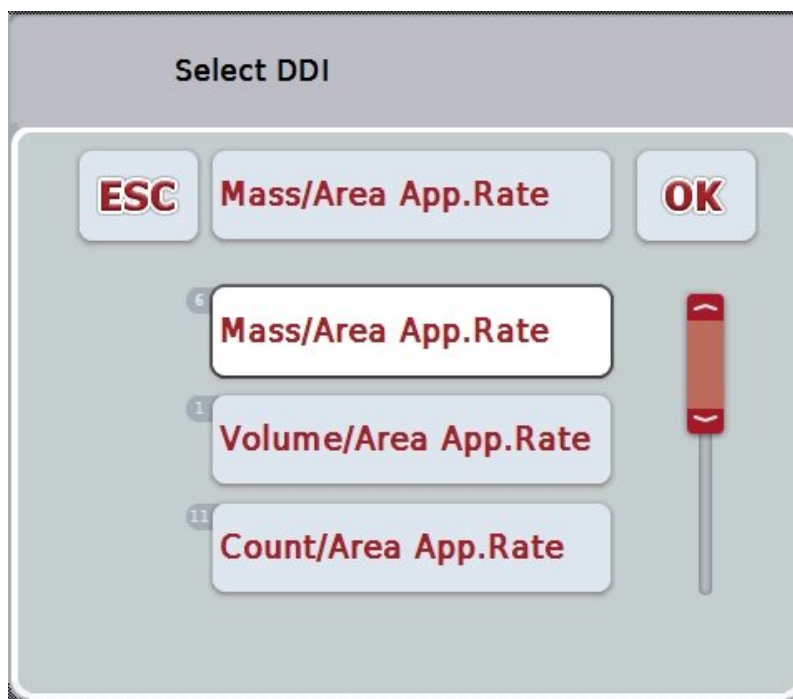 Select DDI
ESC Mass/Area App.Rate OK
6 Mass/Area App.Rate
1 Volume/Area App.Rate
11 Count/Area App.Rate